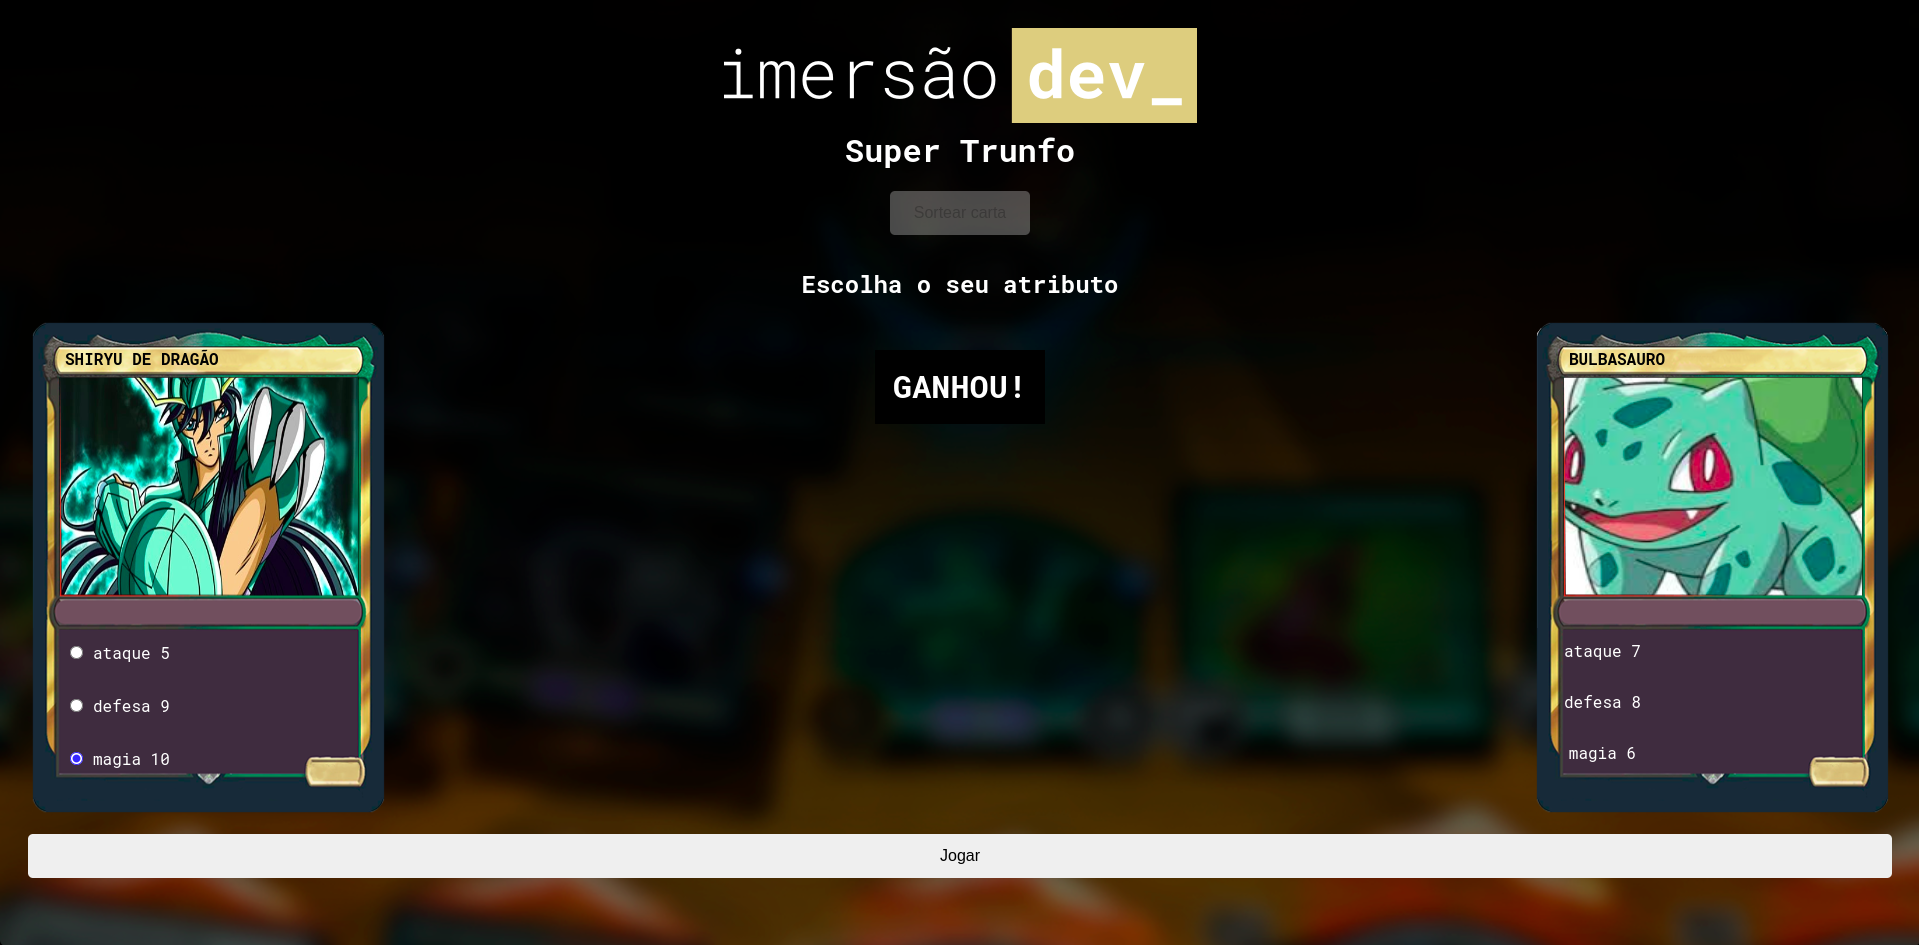 imersão dev_
Super Trunfo
Sortear carta
Escolha o seu atributo
SHIRYU DE DRAGÃO
ataque 5
defesa 9
magia 10
GANHOU!
BULBASAURO
ataque 7
defesa 8
magia 6
Jogar